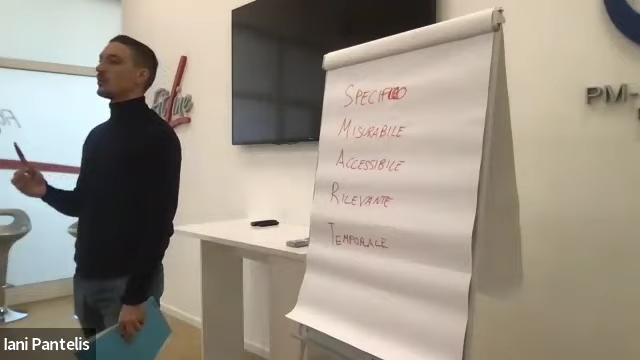 SPECIFICO
MISURABILE
ACCESSIBILE
RILEVANTE
TEMPORALE
PM-
Iani Pantelis